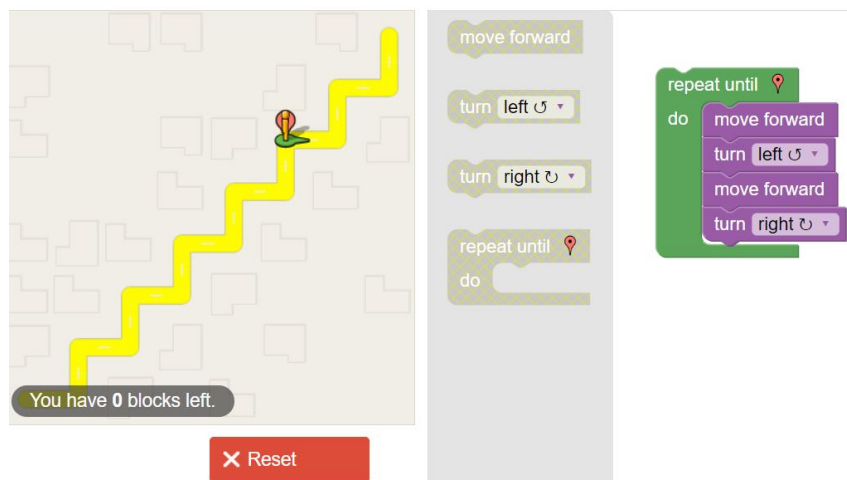 You have 0 blocks left.
Reset
move forward
turn left ↺
turn right ↻
repeat until
do
repeat until
do
move forward
turn left ↺
move forward
turn right ↻